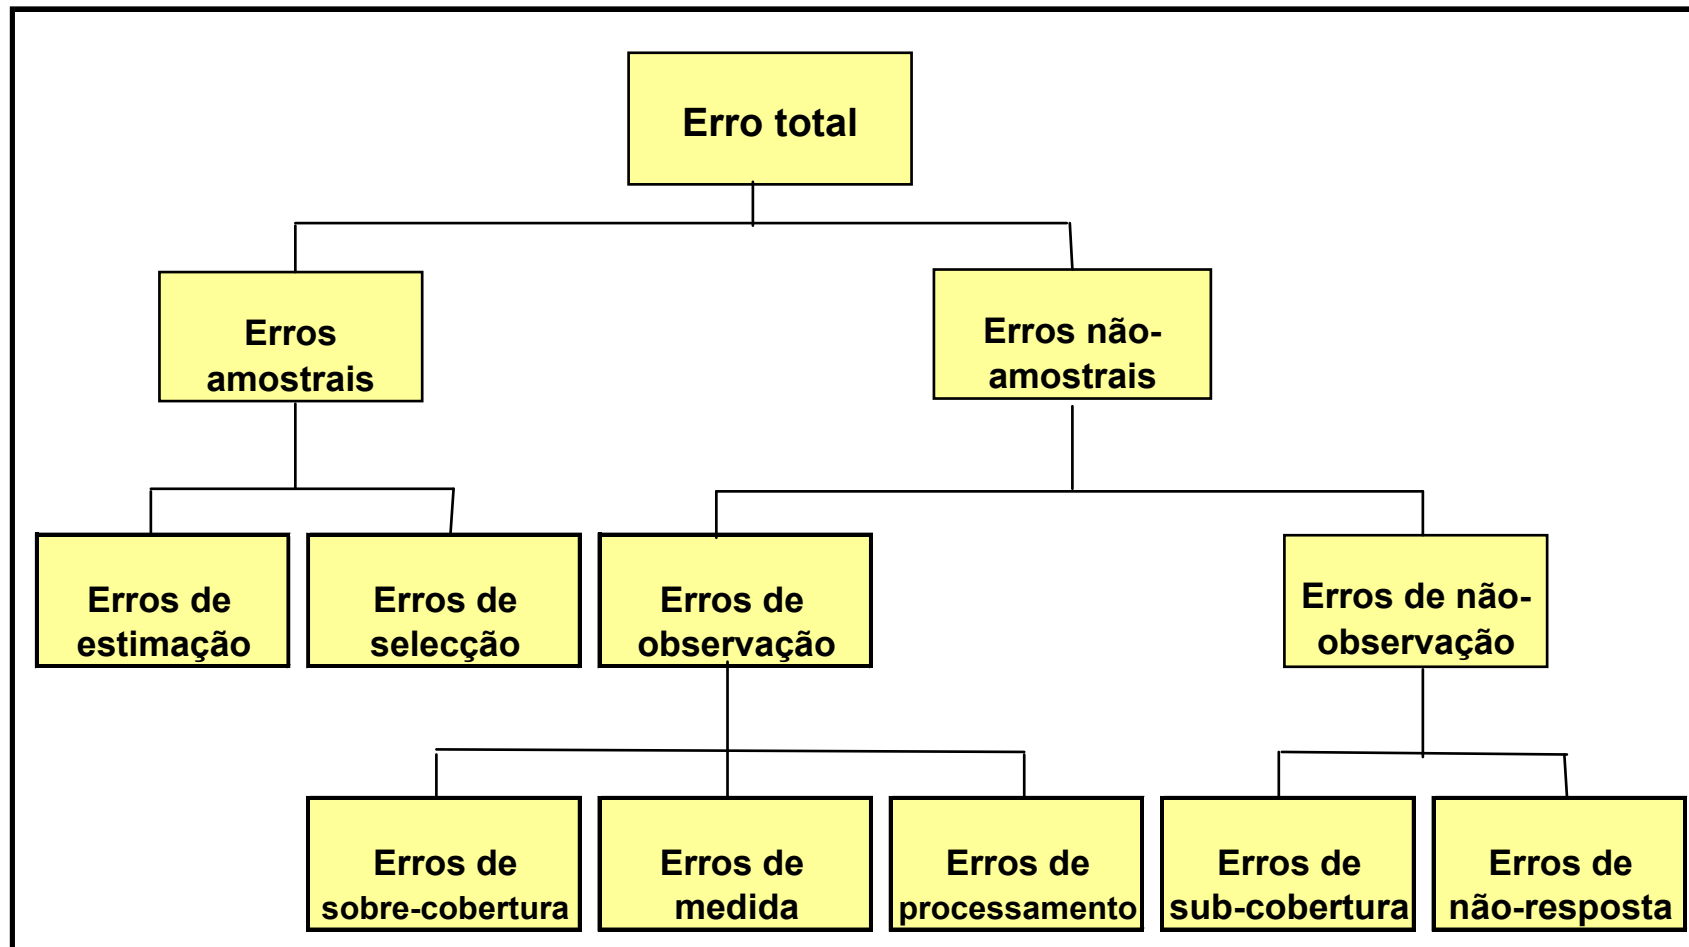 Erro total
Erros
amostrais
Erros não-
amostrais
Erros de
estimação
Erros de
selecção
Erros de
observação
Erros de não-
observação
Erros de
sobre-cobertura
Erros de
medida
Erros de
processamento
Erros de
sub-cobertura
Erros de
não-resposta